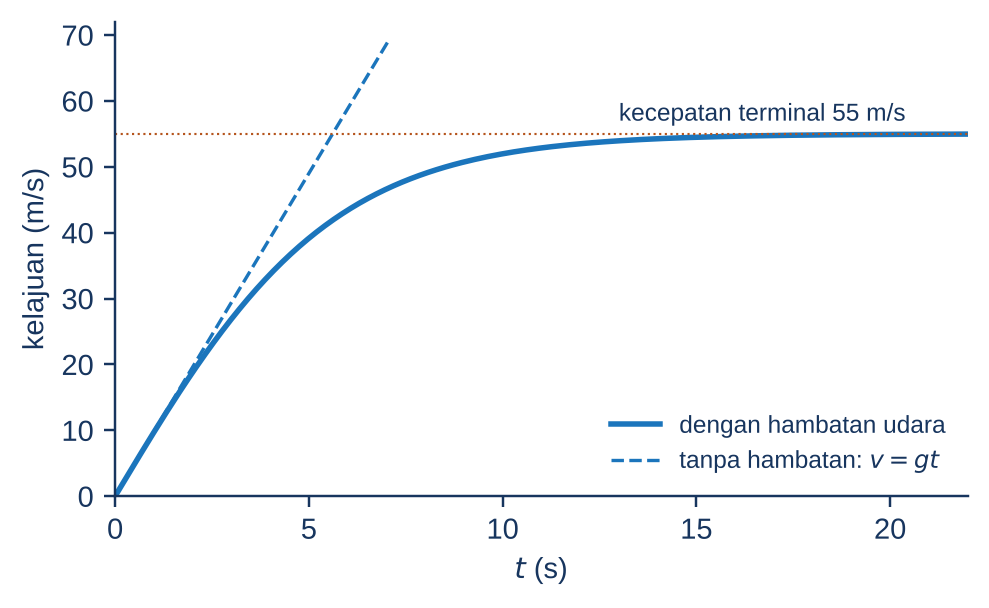 70
60
50
40
30
20
10
0
kelajuan (m/s)
kecepatan terminal 55 m/s
dengan hambatan udara
tanpa hambatan: v = gt
0 5 10 15 20
t (s)